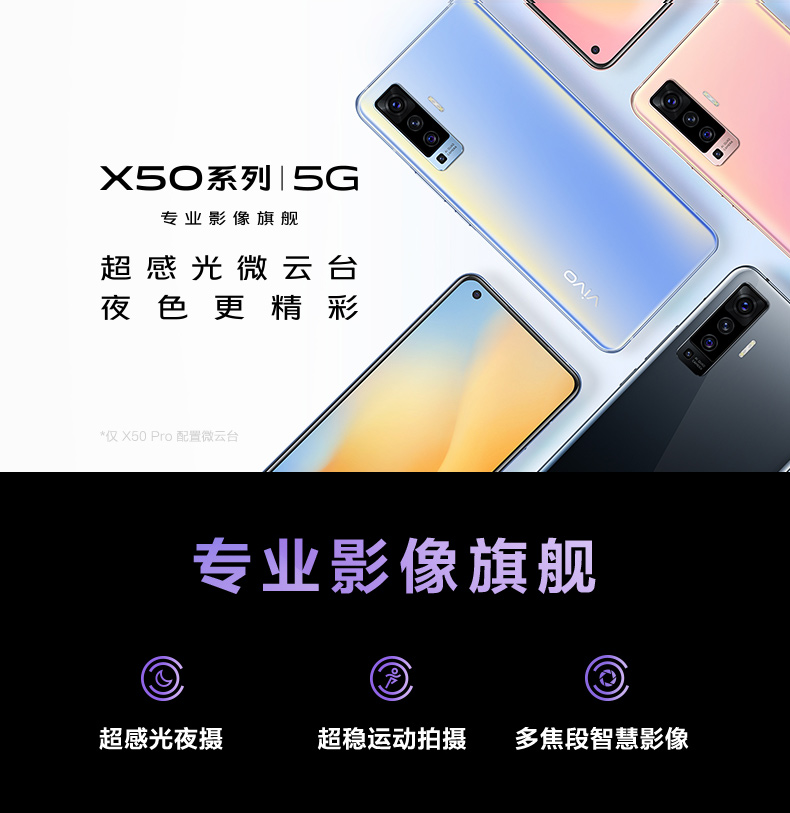 X50系列|5G
专业影像旗舰
超感光微云台
夜色更精彩
*仅 X50 Pro 配置微云台
vivo
专业影像旗舰
超感光夜摄
超稳运动拍摄
多焦段智慧影像